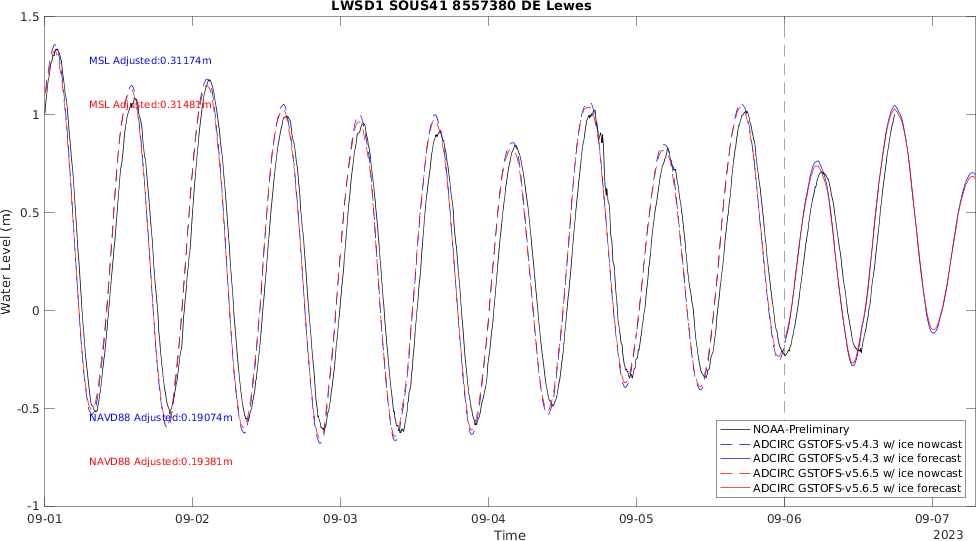 LWSD1 SOUS41 8557380 DE Lewes
1.5
1
0.5
0
-0.5
-1
Water Level (m)
MSL Adjusted:0.31174m
MSL Adjusted:0.31481m
NAVD88 Adjusted:0.19074m
NAVD88 Adjusted:0.19381m
NOAA-Preliminary
ADCIRC GSTOFS-v5.4.3 w/ ice nowcast
ADCIRC GSTOFS-v5.4.3 w/ ice forecast
ADCIRC GSTOFS-v5.6.5 w/ ice nowcast
ADCIRC GSTOFS-v5.6.5 w/ ice forecast
09-01 09-02 09-03 09-04 09-05 09-06 09-07
Time
2023